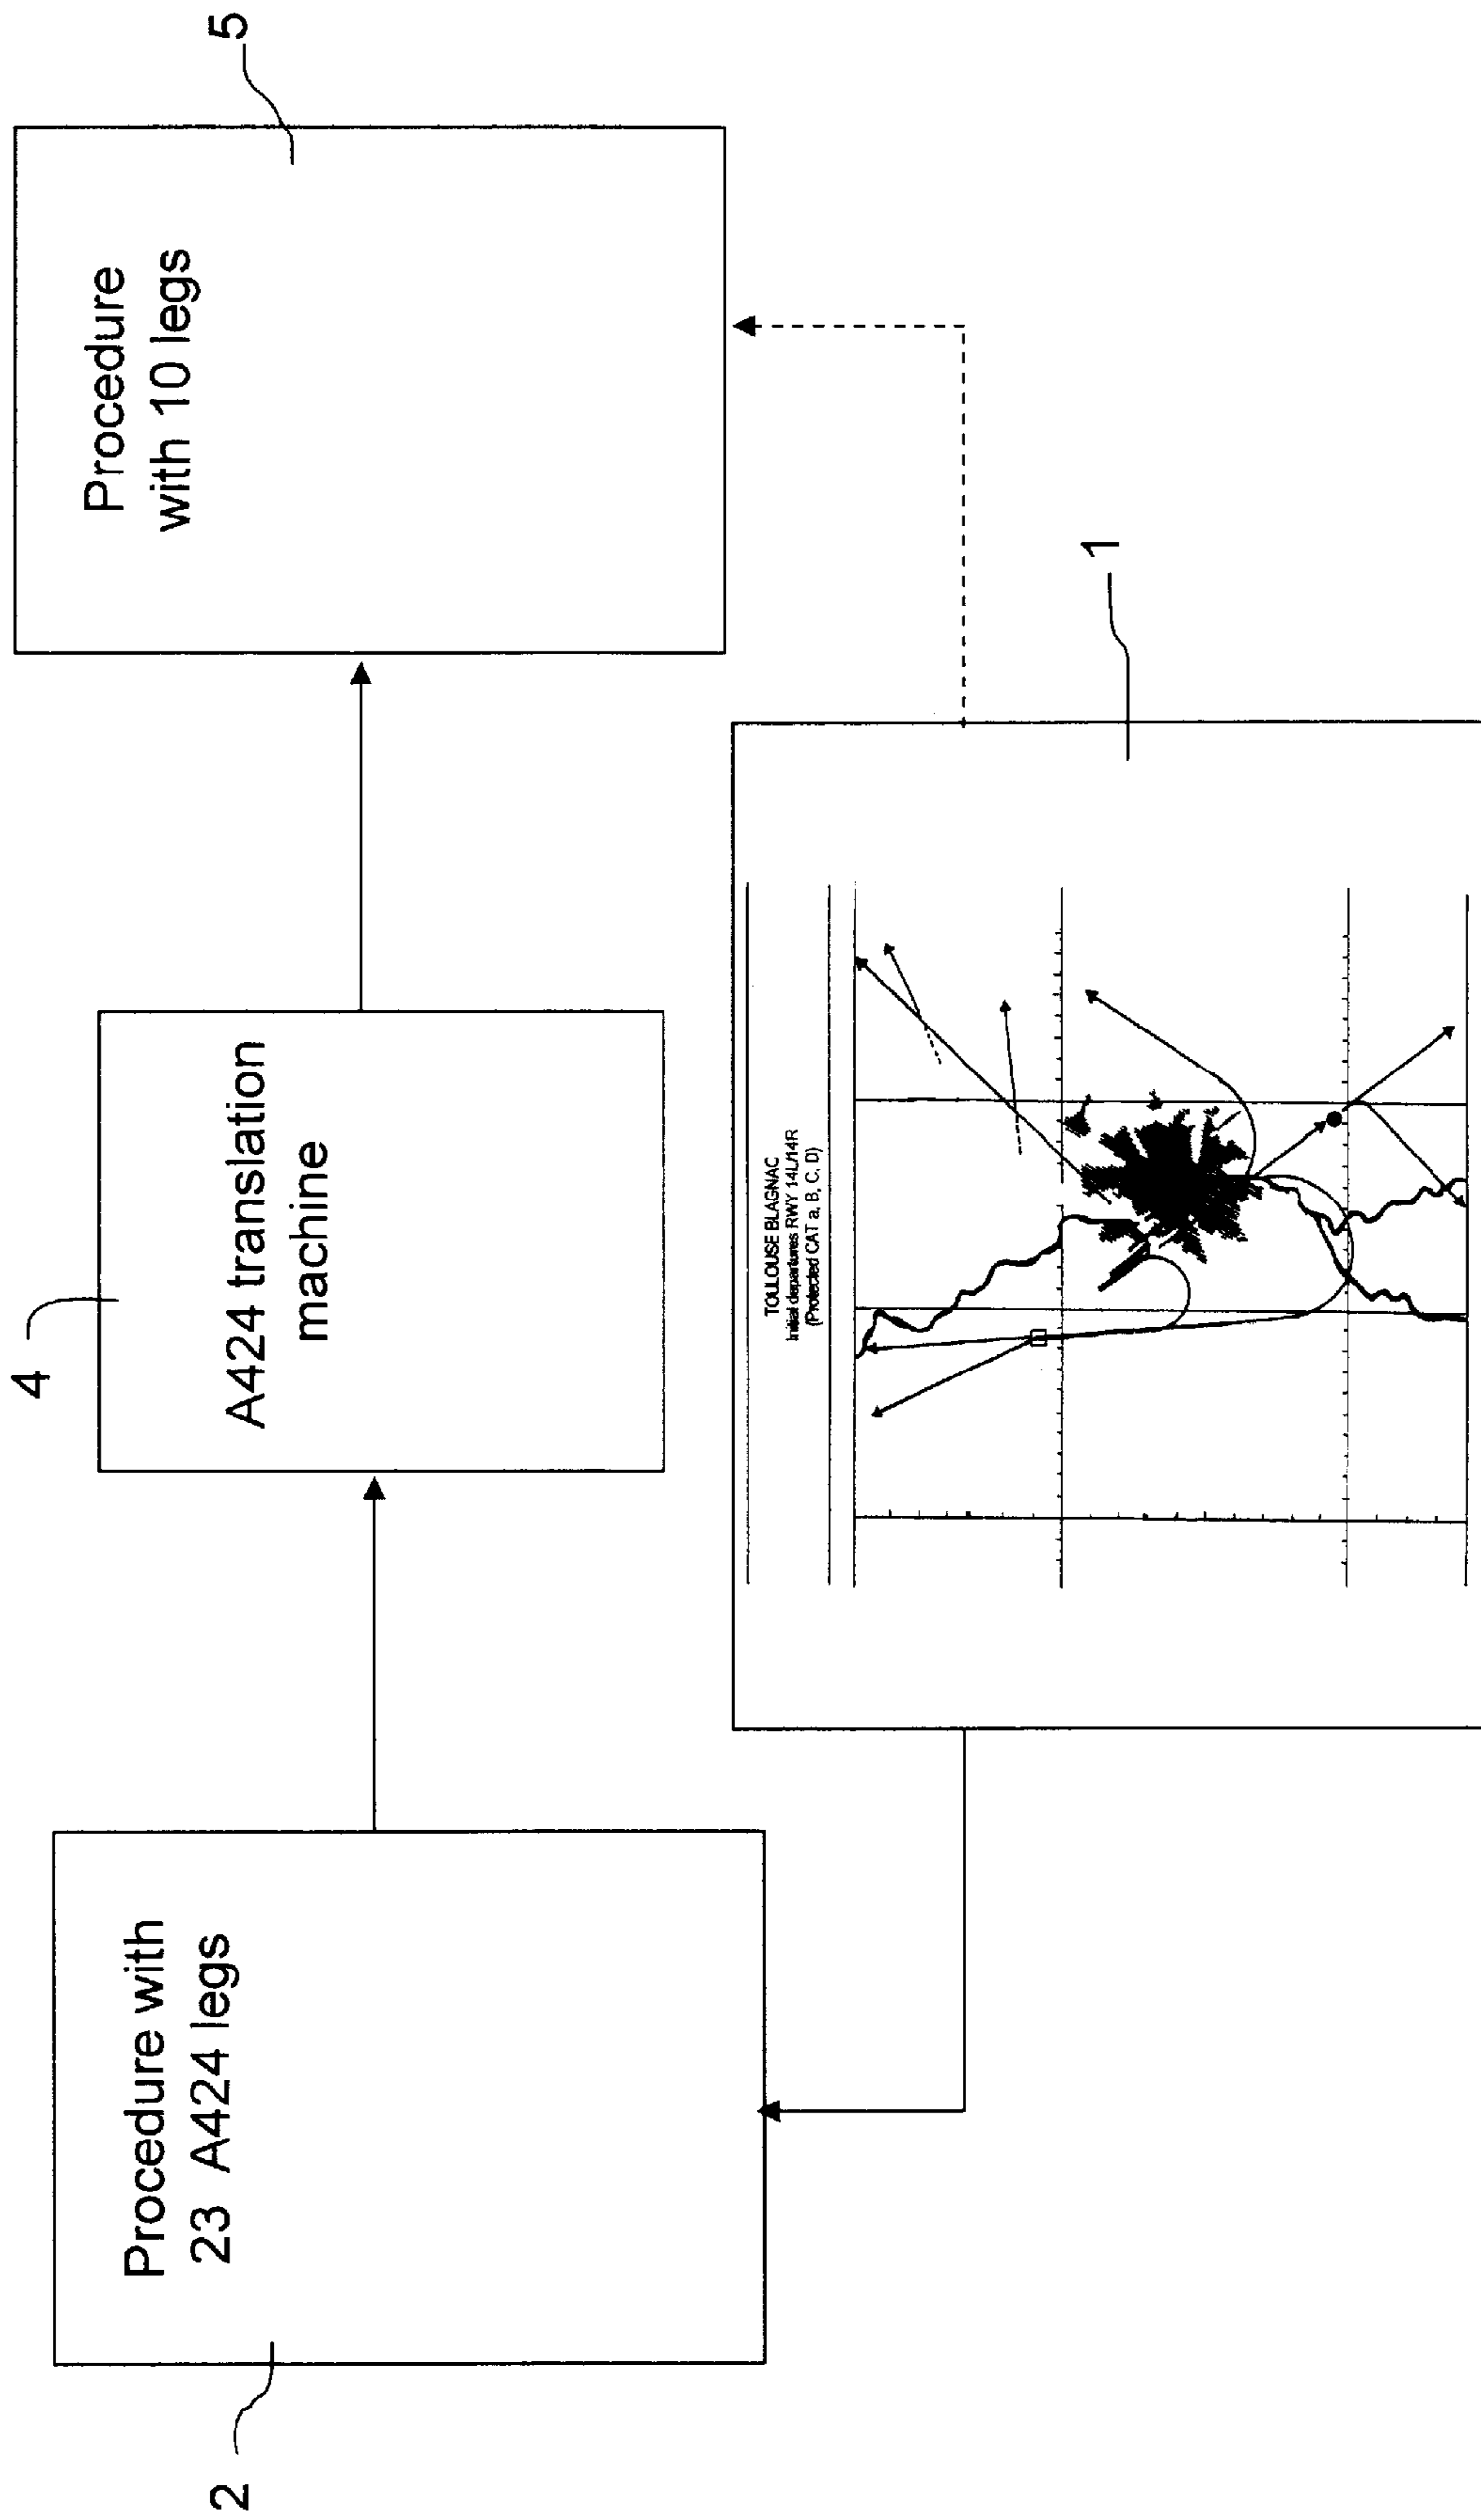 2
Procedure with
23 A424 legs
4
A424 translation
machine
5
Procedure
with 10 legs
1
TOULOUSE BLAGNAC
Initial departures RWY 14L/14R
(Protected CAT a, B, C, D)